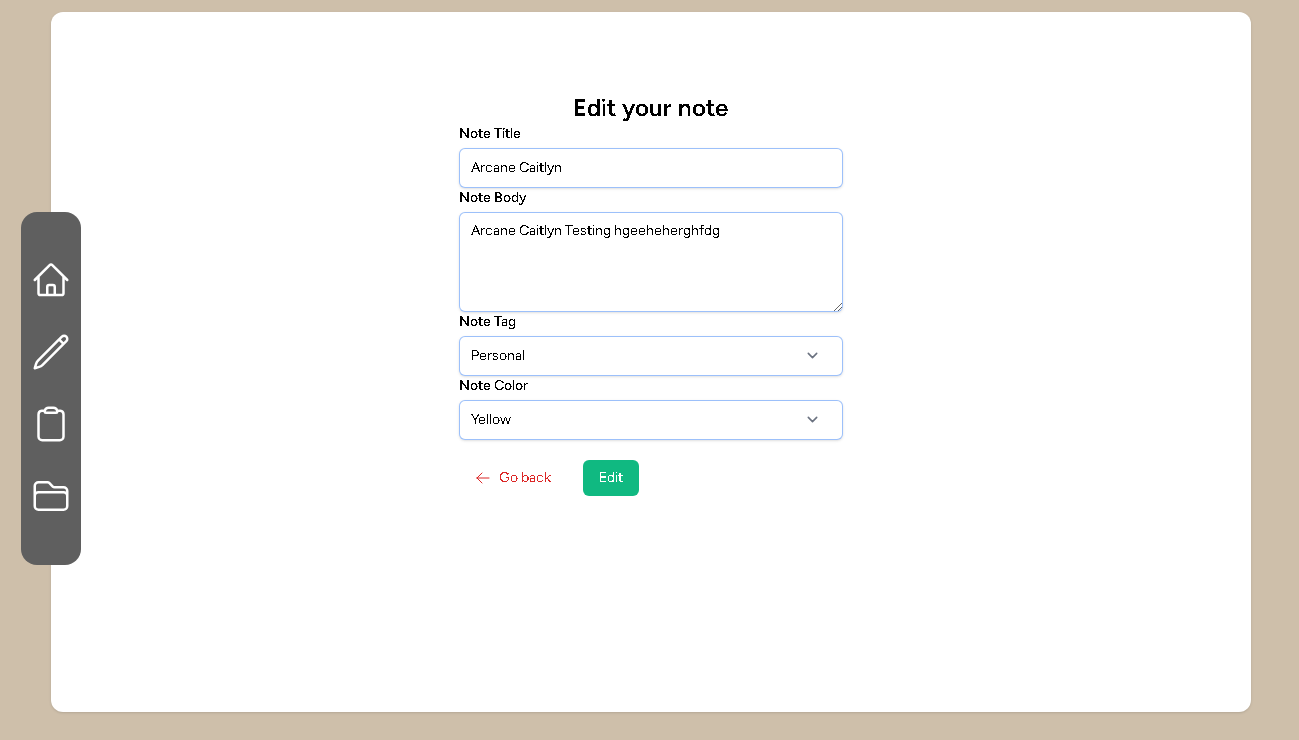 Edit your note
Note Title
Arcane Caitlyn
Note Body
Arcane Caitlyn Testing hgeeheherghfdg
Note Tag
Personal
Note Color
Yellow
Go back
Edit